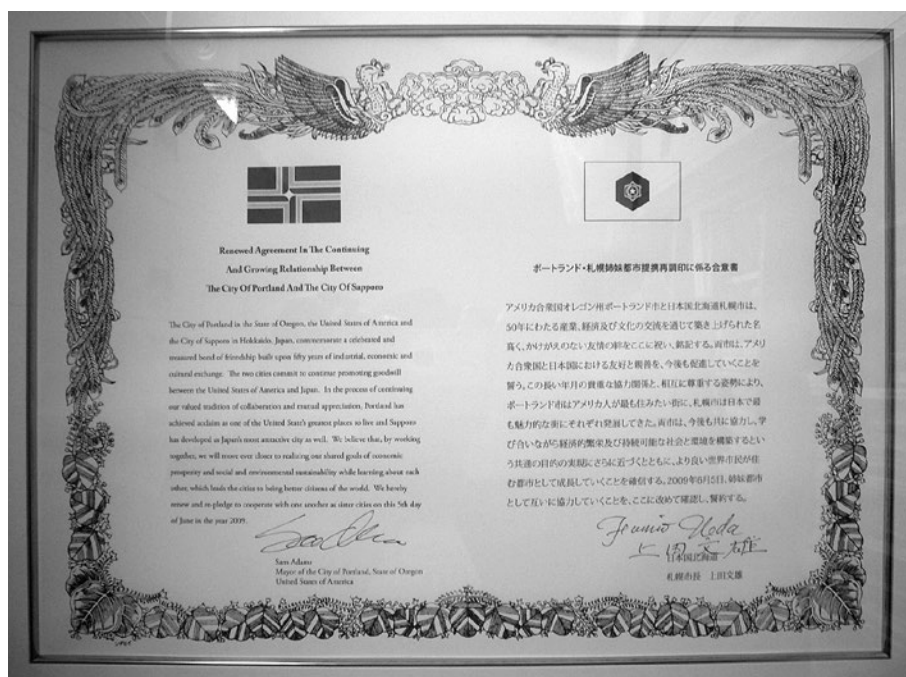 Renewed Agreement In The Continuing
And Growing Relationship Between
The City Of Portland And The City Of Sapporo
The City of Portland in the State of Oregon, the United States of America and
the City of Sapporo in Hokkaido, Japan, commemorate a celebrated and
treasured bond of friendship built upon fifty years of industrial, economic and
cultural exchange. The two cities commit to continue promoting goodwill
between the United States of America and Japan. In the process of continuing
our valued tradition of collaboration and mutual appreciation, Portland has
achieved acclaim as one of the United State's greatest places to live and Sapporo
has developed as Japan's most attractive city as well. We believe that, by working
together, we will move ever closer to realizing our shared goals of economic
prosperity and social and environmental sustainability while learning about each
other, which leads the cities to being better citizens of the world. We hereby
renew and re-pledge to cooperate with one another as sister cities on this 5th day
of June in the year 2009.
Sam Adams
Mayor of the City of Portland, State of Oregon
United States of America
ポートランド・札幌姉妹都市提携再調印に係る合意書
アメリカ合衆国オレゴン州ポートランド市と日本国北海道札幌市は、
50年にわたる産業、経済及び文化の交流を通じて築き上げられた名
高く、かけがえのない友情の絆をここに祝い、銘記する。両市は、アメリ
カ合衆国と日本国における友好と親善を、今後も促進していくことを
誓う。この長い年月の貴重な協力関係と、相互に尊重する姿勢により、
ポートランド市はアメリカ人が最も住みたい街に、札幌市は日本で最
も魅力的な街にそれぞれ発展してきた。両市は、今後も共に協力し、学
び合いながら経済的繁栄及び持続可能な社会と環境を構築するとい
う共通の目的の実現にさらに近づくとともに、より良い世界市民が住
む都市として成長していくことを確信する。2009年6月5日、姉妹都市
として互いに協力していくことを、ここに改めて確認し、誓約する。
Fumio Ueda
上田文雄
日本国北海道
札幌市長 上田文雄